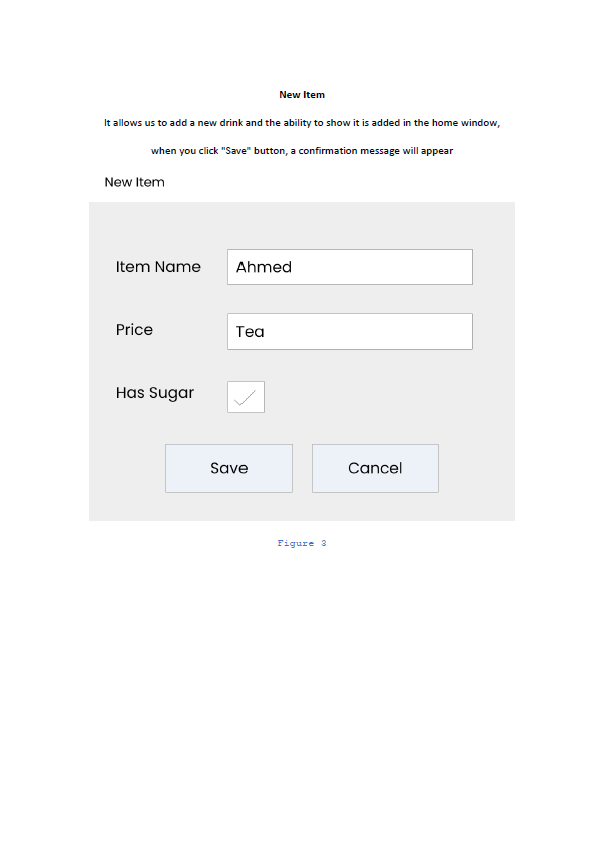 New Item
It allows us to add a new drink and the ability to show it is added in the home window,
when you click "Save" button, a confirmation message will appear
New Item
Item Name Ahmed
Price Tea
Has Sugar
Save Cancel
Figure 3